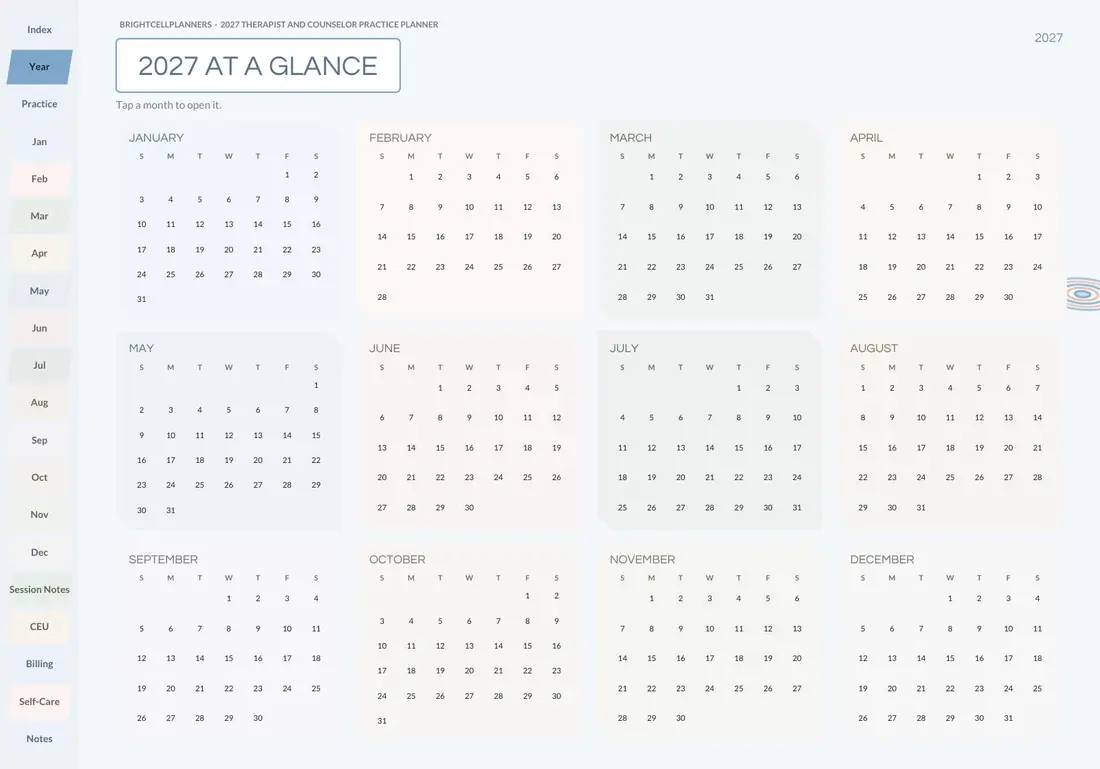 Index
Year
Practice
Jan
Feb
Mar
Apr
May
Jun
Jul
Aug
Sep
Oct
Nov
Dec
Session Notes
CEU
Billing
Self-Care
Notes
BRIGHTCELLPLANNERS · 2027 THERAPIST AND COUNSELOR PRACTICE PLANNER
2027
2027 AT A GLANCE
Tap a month to open it.
JANUARY
S M T W T F S
1 2
3 4 5 6 7 8 9
10 11 12 13 14 15 16
17 18 19 20 21 22 23
24 25 26 27 28 29 30
31
FEBRUARY
S M T W T F S
1 2 3 4 5 6
7 8 9 10 11 12 13
14 15 16 17 18 19 20
21 22 23 24 25 26 27
28
MARCH
S M T W T F S
1 2 3 4 5 6
7 8 9 10 11 12 13
14 15 16 17 18 19 20
21 22 23 24 25 26 27
28 29 30 31
APRIL
S M T W T F S
1 2 3
4 5 6 7 8 9 10
11 12 13 14 15 16 17
18 19 20 21 22 23 24
25 26 27 28 29 30
MAY
S M T W T F S
1
2 3 4 5 6 7 8
9 10 11 12 13 14 15
16 17 18 19 20 21 22
23 24 25 26 27 28 29
30 31
JUNE
S M T W T F S
1 2 3 4 5
6 7 8 9 10 11 12
13 14 15 16 17 18 19
20 21 22 23 24 25 26
27 28 29 30
JULY
S M T W T F S
1 2 3
4 5 6 7 8 9 10
11 12 13 14 15 16 17
18 19 20 21 22 23 24
25 26 27 28 29 30 31
AUGUST
S M T W T F S
1 2 3 4 5 6 7
8 9 10 11 12 13 14
15 16 17 18 19 20 21
22 23 24 25 26 27 28
29 30 31
SEPTEMBER
S M T W T F S
1 2 3 4
5 6 7 8 9 10 11
12 13 14 15 16 17 18
19 20 21 22 23 24 25
26 27 28 29 30
OCTOBER
S M T W T F S
1 2
3 4 5 6 7 8 9
10 11 12 13 14 15 16
17 18 19 20 21 22 23
24 25 26 27 28 29 30
31
NOVEMBER
S M T W T F S
1 2 3 4 5 6
7 8 9 10 11 12 13
14 15 16 17 18 19 20
21 22 23 24 25 26 27
28 29 30
DECEMBER
S M T W T F S
1 2 3 4
5 6 7 8 9 10 11
12 13 14 15 16 17 18
19 20 21 22 23 24 25
26 27 28 29 30 31